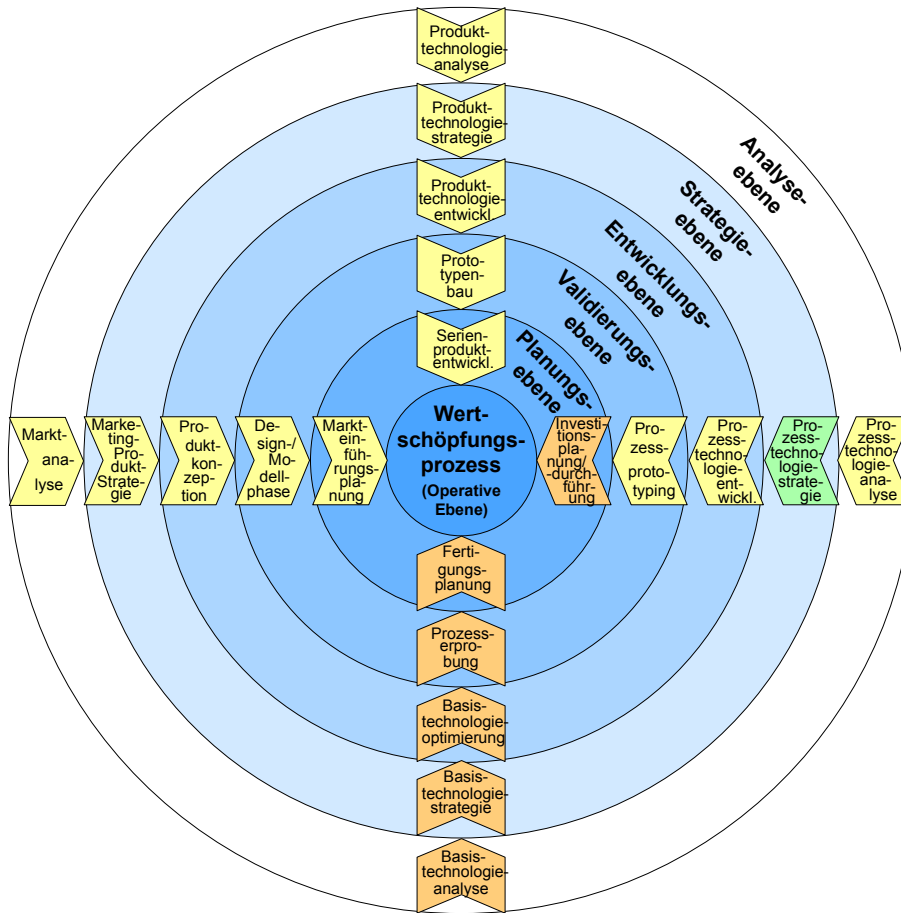 Produkt-
technologie-
analyse
Produkt-
technologie-
strategie
Produkt-
technologie-
entwickl.
Proto-
typen-
bau
Serien-
produkt-
entwickl.
Analyse-
ebene
Strategie-
ebene
Entwicklungs-
ebene
Validierungs-
ebene
Planungs-
ebene
Markt-
ana-
lyse
Marke-
ting-
Pro-
dukt-
Strate-
gie
Pro-
dukt-
konzep-
tion
De-
sign-/
Mo-
dell-
phase
Markt-
ein-
füh-
rungs-
pla-
nung
Wert-
schöpfungs-
prozess
(Operative
Ebene)
Investi-
tions-
pla-
nung/
-durch-
füh-
rung
Pro-
zess-
proto-
typing
Pro-
zess-
techno-
logie-
ent-
wickl.
Pro-
zess-
techno-
logie-
strate-
gie
Pro-
zess-
techno-
logie-
ana-
lyse
Ferti-
gungs-
planung
Prozess-
erpro-
bung
Basis-
technologie-
optimierung
Basis-
technologie-
strategie
Basis-
technologie-
analyse